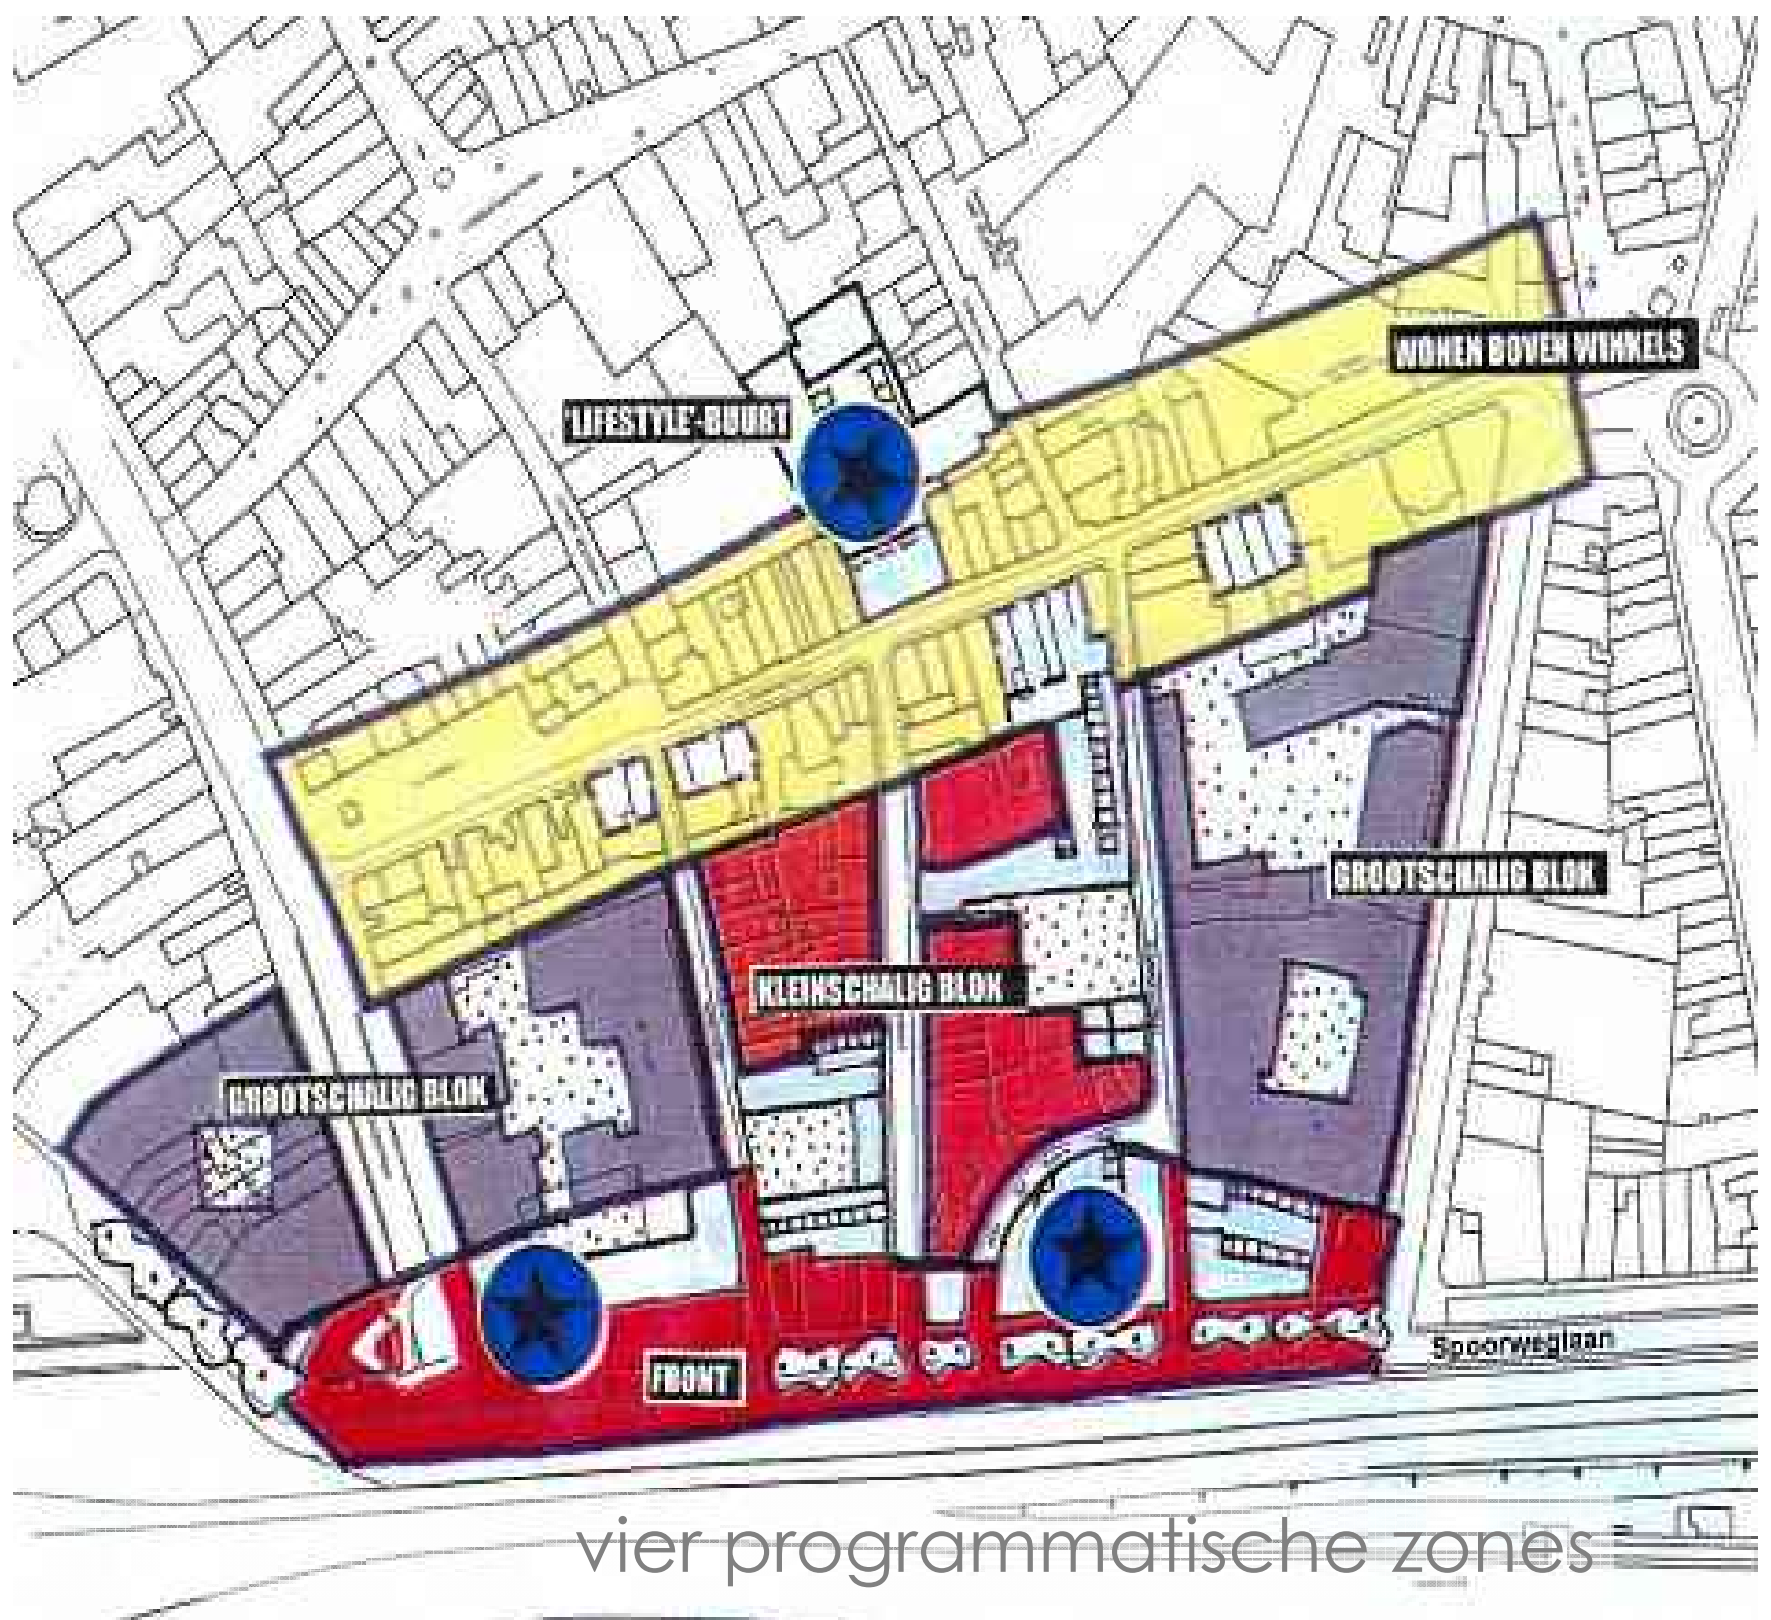 WONEN BOVEN WINKELS
LIFESTYLE-BUURT
GROOTSCHALIG BLOK
KLEINSCHALIG BLOK
GROOTSCHALIG BLOK
Spoorweglaan
FRONT
vier programmatische zones